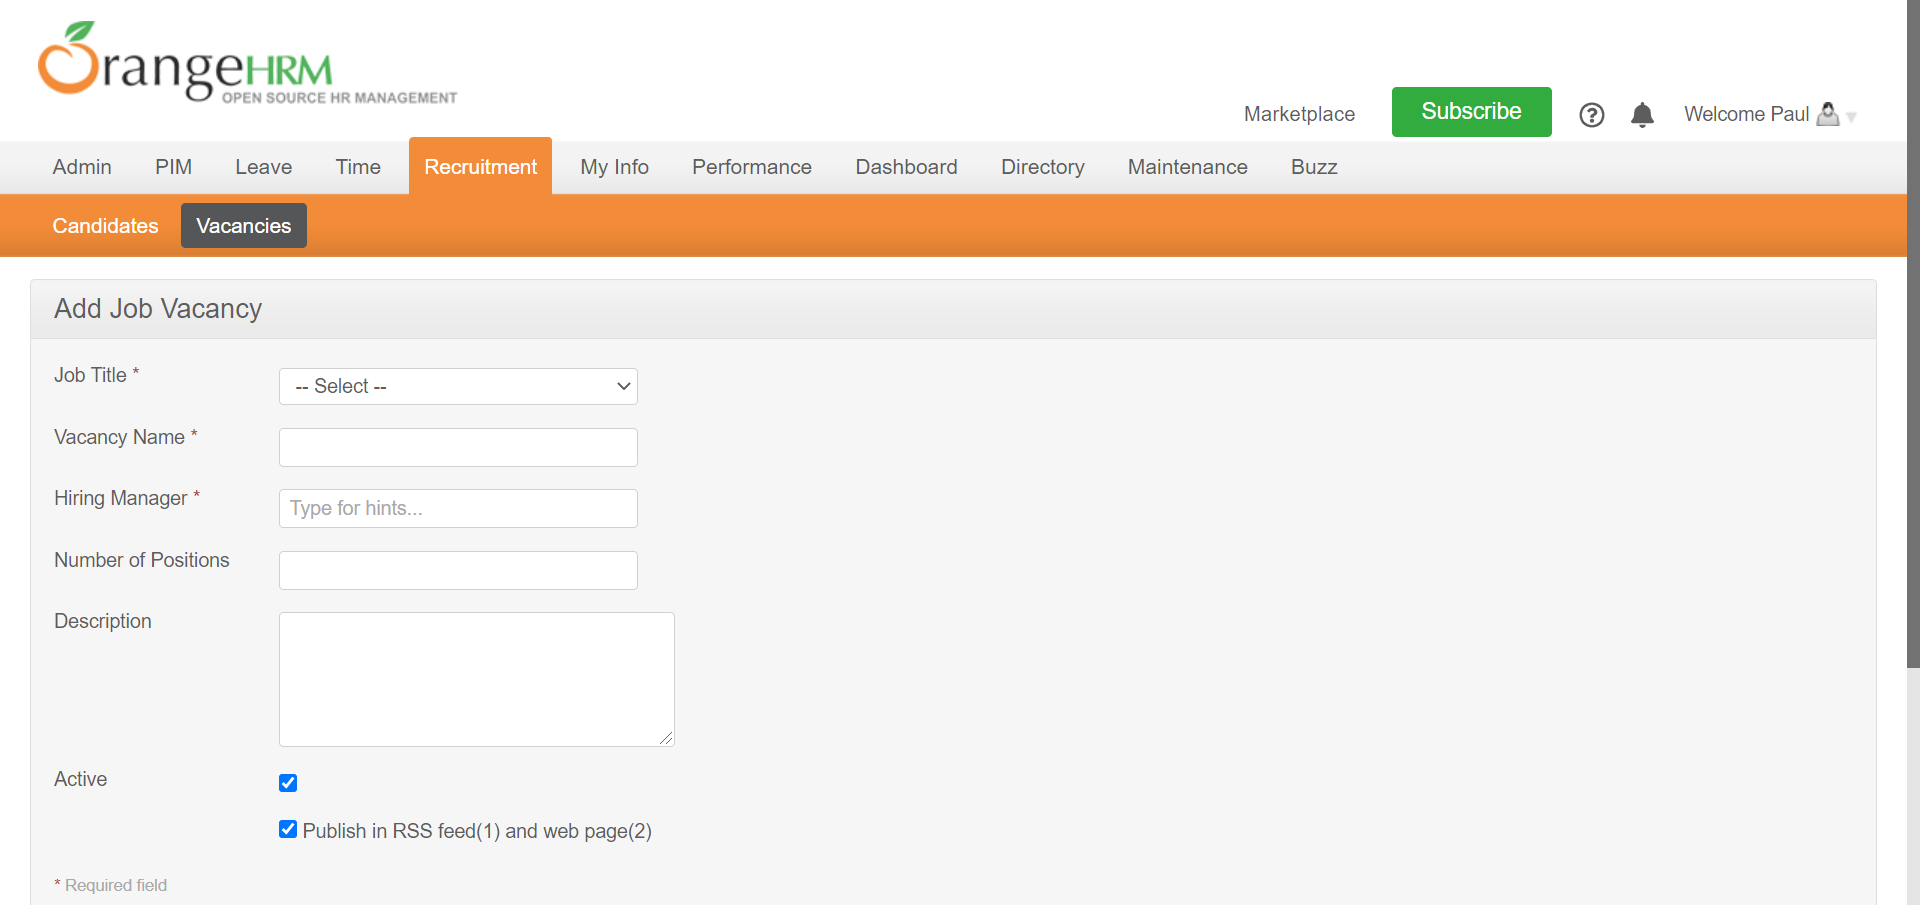 OrangeHRM
OPEN SOURCE HR MANAGEMENT
Marketplace
Subscribe
Welcome Paul
Admin PIM Leave Time Recruitment My Info Performance Dashboard Directory Maintenance Buzz
Candidates Vacancies
Add Job Vacancy
Job Title *
-- Select --
Vacancy Name *
Hiring Manager *
Type for hints...
Number of Positions
Description
Active
Publish in RSS feed(1) and web page(2)
* Required field